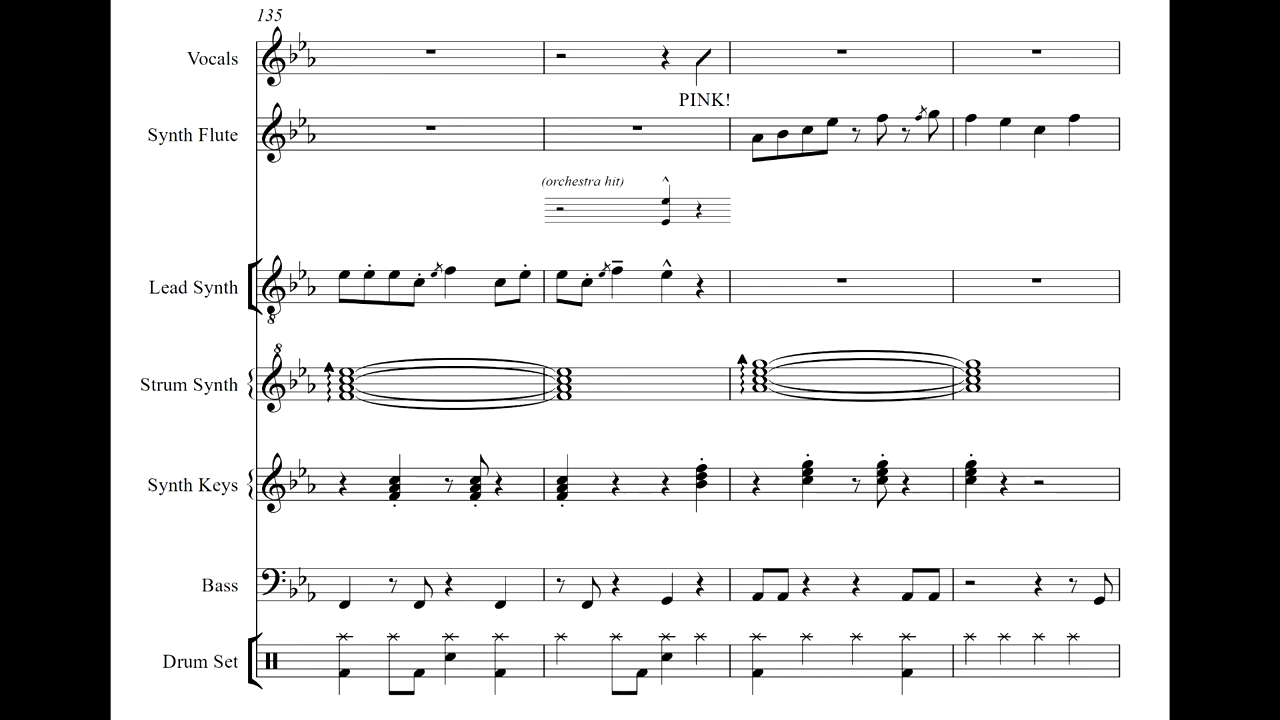 135
Vocals
PINK!
Synth Flute
(orchestra hit)
Lead Synth
8
8
Strum Synth
Synth Keys
Bass
Drum Set